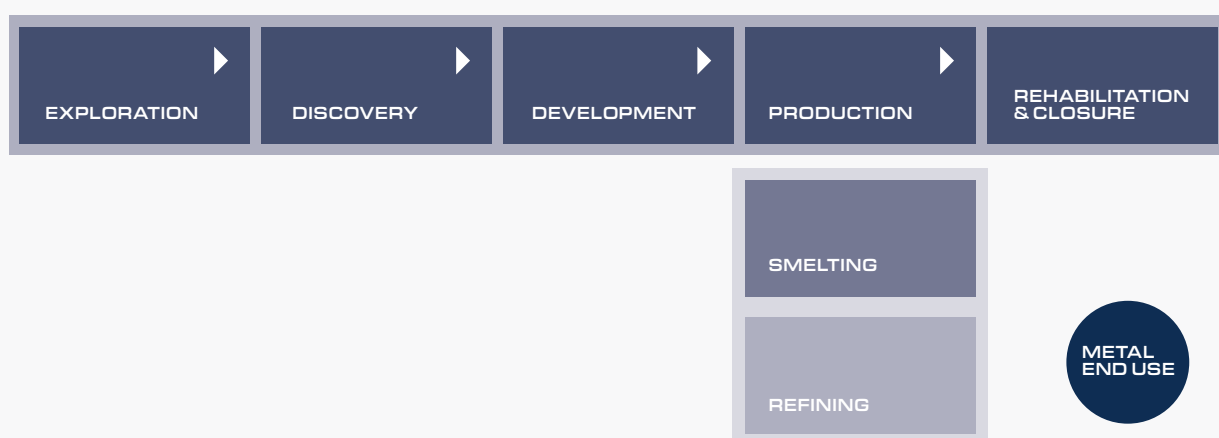 EXPLORATION
DISCOVERY
DEVELOPMENT
PRODUCTION
REHABILITATION
& CLOSURE
SMELTING
REFINING
METAL
END USE